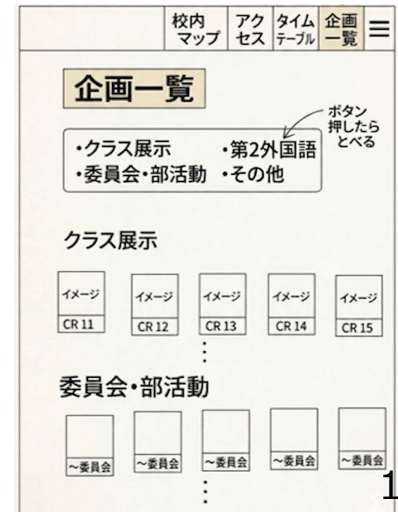 校内
マップ
アク
セス
タイム
テーブル
企画
一覧
企画一覧
ボタン
押したら
とべる
・クラス展示 ・第2外国語
・委員会・部活動 ・その他
クラス展示
イメージ イメージ イメージ イメージ イメージ
CR 11 CR 12 CR 13 CR 14 CR 15
委員会・部活動
～委員会 ～委員会 ～委員会 ～委員会 ～委員会
1